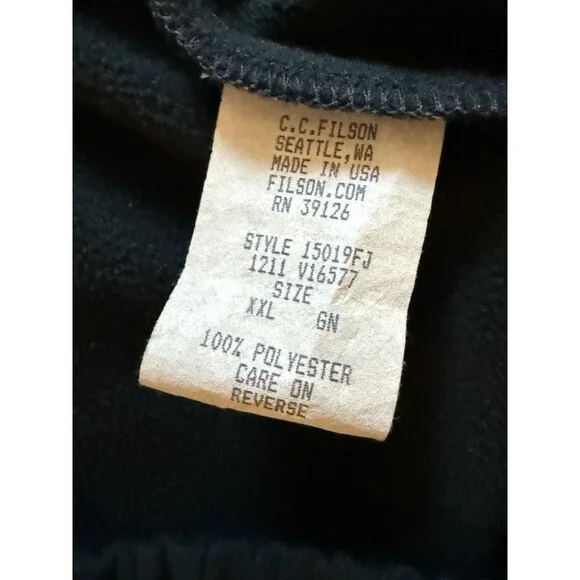 C.C.FILSON
SEATTLE,WA
MADE IN USA
FILSON.COM
RN 39126
STYLE 15019FJ
1211 V16577
SIZE
XXL GN
100% POLYESTER
CARE ON
REVERSE